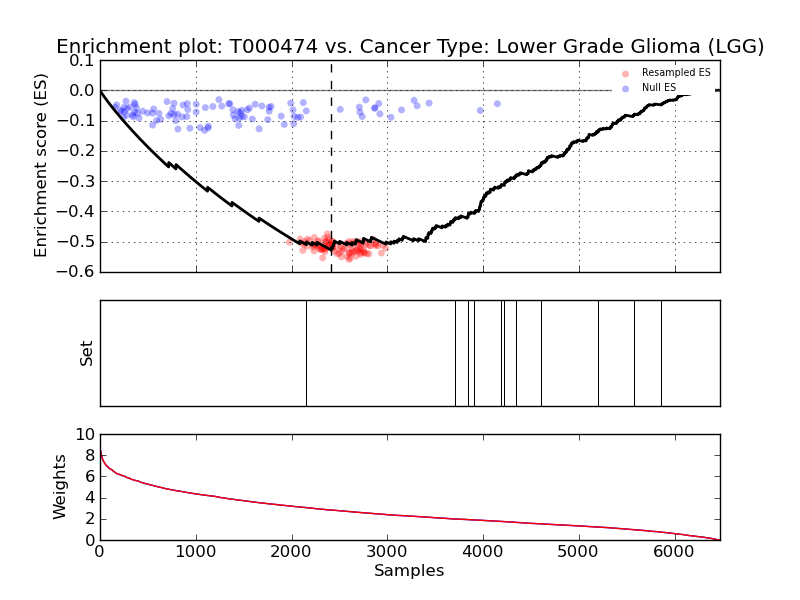 Enrichment plot: T000474 vs. Cancer Type: Lower Grade Glioma (LGG)
Enrichment score (ES)
0.1
0.0
−0.1
−0.2
−0.3
−0.4
−0.5
−0.6
Resampled ES
Null ES
Set
Weights
10
8
6
4
2
0
0 1000 2000 3000 4000 5000 6000
Samples